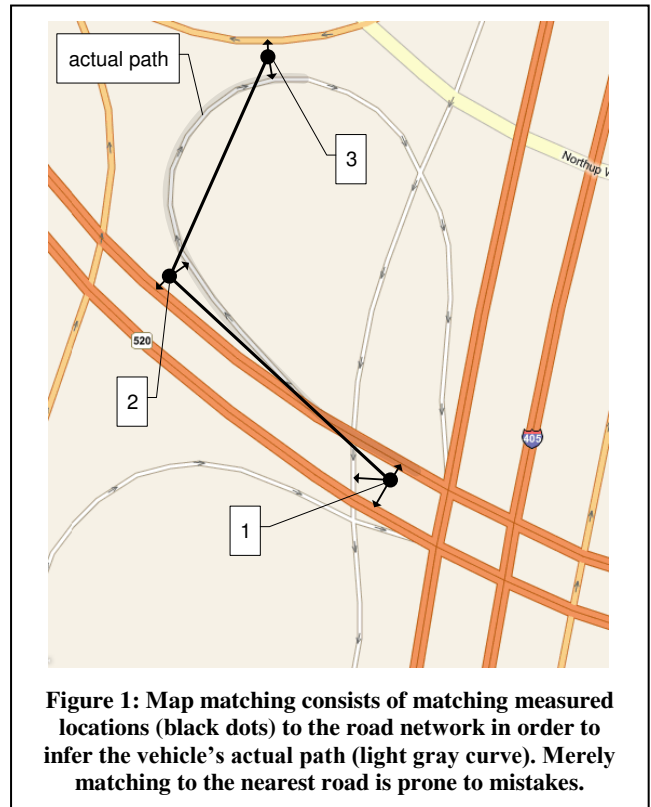 actual path
3
Northup W
520
2
405
1
Figure 1: Map matching consists of matching measured
locations (black dots) to the road network in order to
infer the vehicle's actual path (light gray curve). Merely
matching to the nearest road is prone to mistakes.